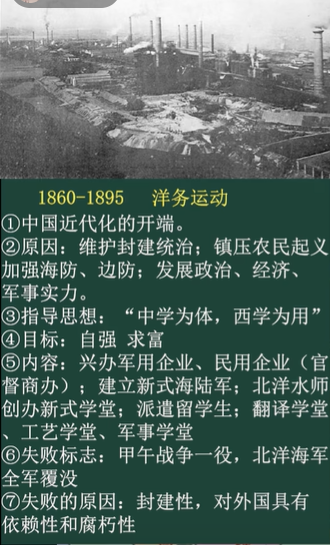 1860-1895 洋务运动
①中国近代化的开端。
②原因：维护封建统治；镇压农民起义
加强海防、边防；发展政治、经济、
军事实力。
③指导思想：“中学为体，西学为用”
④目标：自强 求富
⑤内容：兴办军用企业、民用企业（官
督商办）；建立新式海陆军；北洋水师
创办新式学堂；派遣留学生；翻译学堂
、工艺学堂、军事学堂
⑥失败标志：甲午战争一役，北洋海军
全军覆没
⑦失败的原因：封建性，对外国具有
依赖性和腐朽性